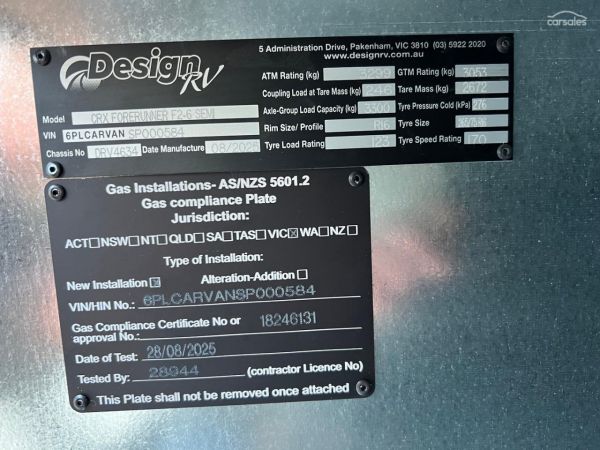 carsales
Design RV
5 Administration Drive, Pakenham, VIC 3810 (03) 5922 2020
www.designrv.com.au
ATM Rating (kg) 3299 GTM Rating (kg) 3053
Coupling Load at Tare Mass (kg) 246 Tare Mass (kg) 2672
Model CRX FORERUNNER F2-6 SEMI Axle-Group Load Capacity (kg) 3300 Tyre Pressure Cold (kPa) 276
VIN 6PLCARVAN SP000584 Rim Size/ Profile R16 Tyre Size
Chassis No DRV4634 Date Manufacture 08/2025 Tyre Load Rating 123 Tyre Speed Rating 170
Gas Installations- AS/NZS 5601.2
Gas compliance Plate
Jurisdiction:
ACT☐NSW☐NT☐QLD☐SA☐TAS☐VIC☒WA☐NZ☐
Type of Installation:
New Installation☒ Alteration-Addition☐
VIN/HIN No.: 6PLCARVANSP000584
Gas Compliance Certificate No or
approval No.: 18246131
Date of Test: 28/08/2025
Tested By: 28944 (contractor Licence No)
This Plate shall not be removed once attached